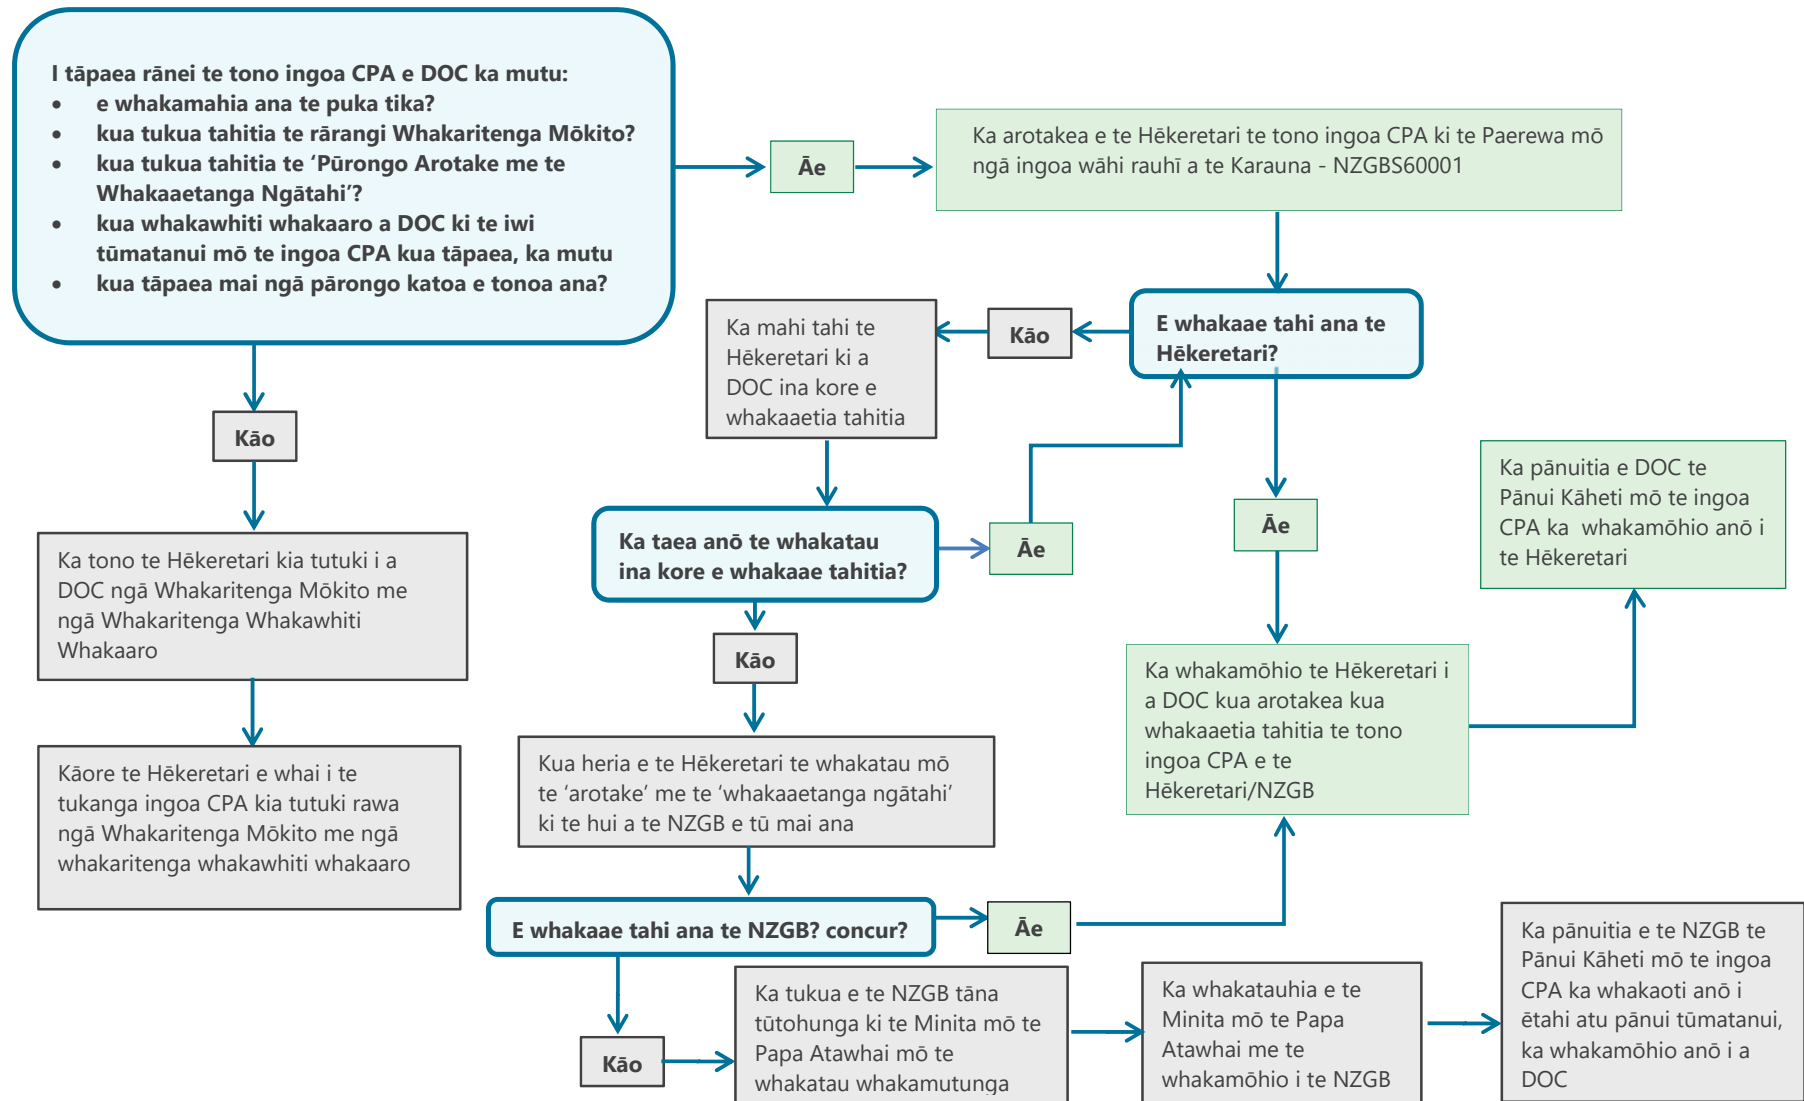 I tāpaea rānei te tono ingoa CPA e DOC ka mutu:
• e whakamahia ana te puka tika?
• kua tukua tahitia te rārangi Whakaritenga Mōkito?
• kua tukua tahitia te ‘Pūrongo Arotake me te
Whakaaetanga Ngātahi’?
• kua whakawhiti whakaaro a DOC ki te iwi
tūmatanui mō te ingoa CPA kua tāpaea, ka mutu
• kua tāpaea mai ngā pārongo katoa e tonoa ana?
Āe
Ka arotakea e te Hēkeretari te tono ingoa CPA ki te Paerewa mō
ngā ingoa wāhi rauhī a te Karauna - NZGBS60001
E whakaae tahi ana te
Hēkeretari?
Kāo
Ka mahi tahi te
Hēkeretari ki a
DOC ina kore e
whakaaetia tahitia
Kāo
Ka tono te Hēkeretari kia tutuki i a
DOC ngā Whakaritenga Mōkito me
ngā Whakaritenga Whakawhiti
Whakaaro
Kāore te Hēkeretari e whai i te
tukanga ingoa CPA kia tutuki rawa
ngā Whakaritenga Mōkito me ngā
whakaritenga whakawhiti whakaaro
Ka taea anō te whakatau
ina kore e whakaae tahitia?
Āe
Āe
Ka pānuitia e DOC te
Pānui Kāheti mō te ingoa
CPA ka whakamōhio anō i
te Hēkeretari
Kāo
Ka whakamōhio te Hēkeretari i
a DOC kua arotakea kua
whakaaetia tahitia te tono
ingoa CPA e te
Hēkeretari/NZGB
Kua heria e te Hēkeretari te whakatau mō
te ‘arotake’ me te ‘whakaaetanga ngātahi’
ki te hui a te NZGB e tū mai ana
E whakaae tahi ana te NZGB? concur?
Āe
Kāo
Ka tukua e te NZGB tāna
tūtohunga ki te Minita mō te
Papa Atawhai mō te
whakatau whakamutunga
Ka whakatauhia e te
Minita mō te Papa
Atawhai me te
whakamōhio i te NZGB
Ka pānuitia e te NZGB te
Pānui Kāheti mō te ingoa
CPA ka whakaoti anō i
ētahi atu pānui tūmatanui,
ka whakamōhio anō i a
DOC